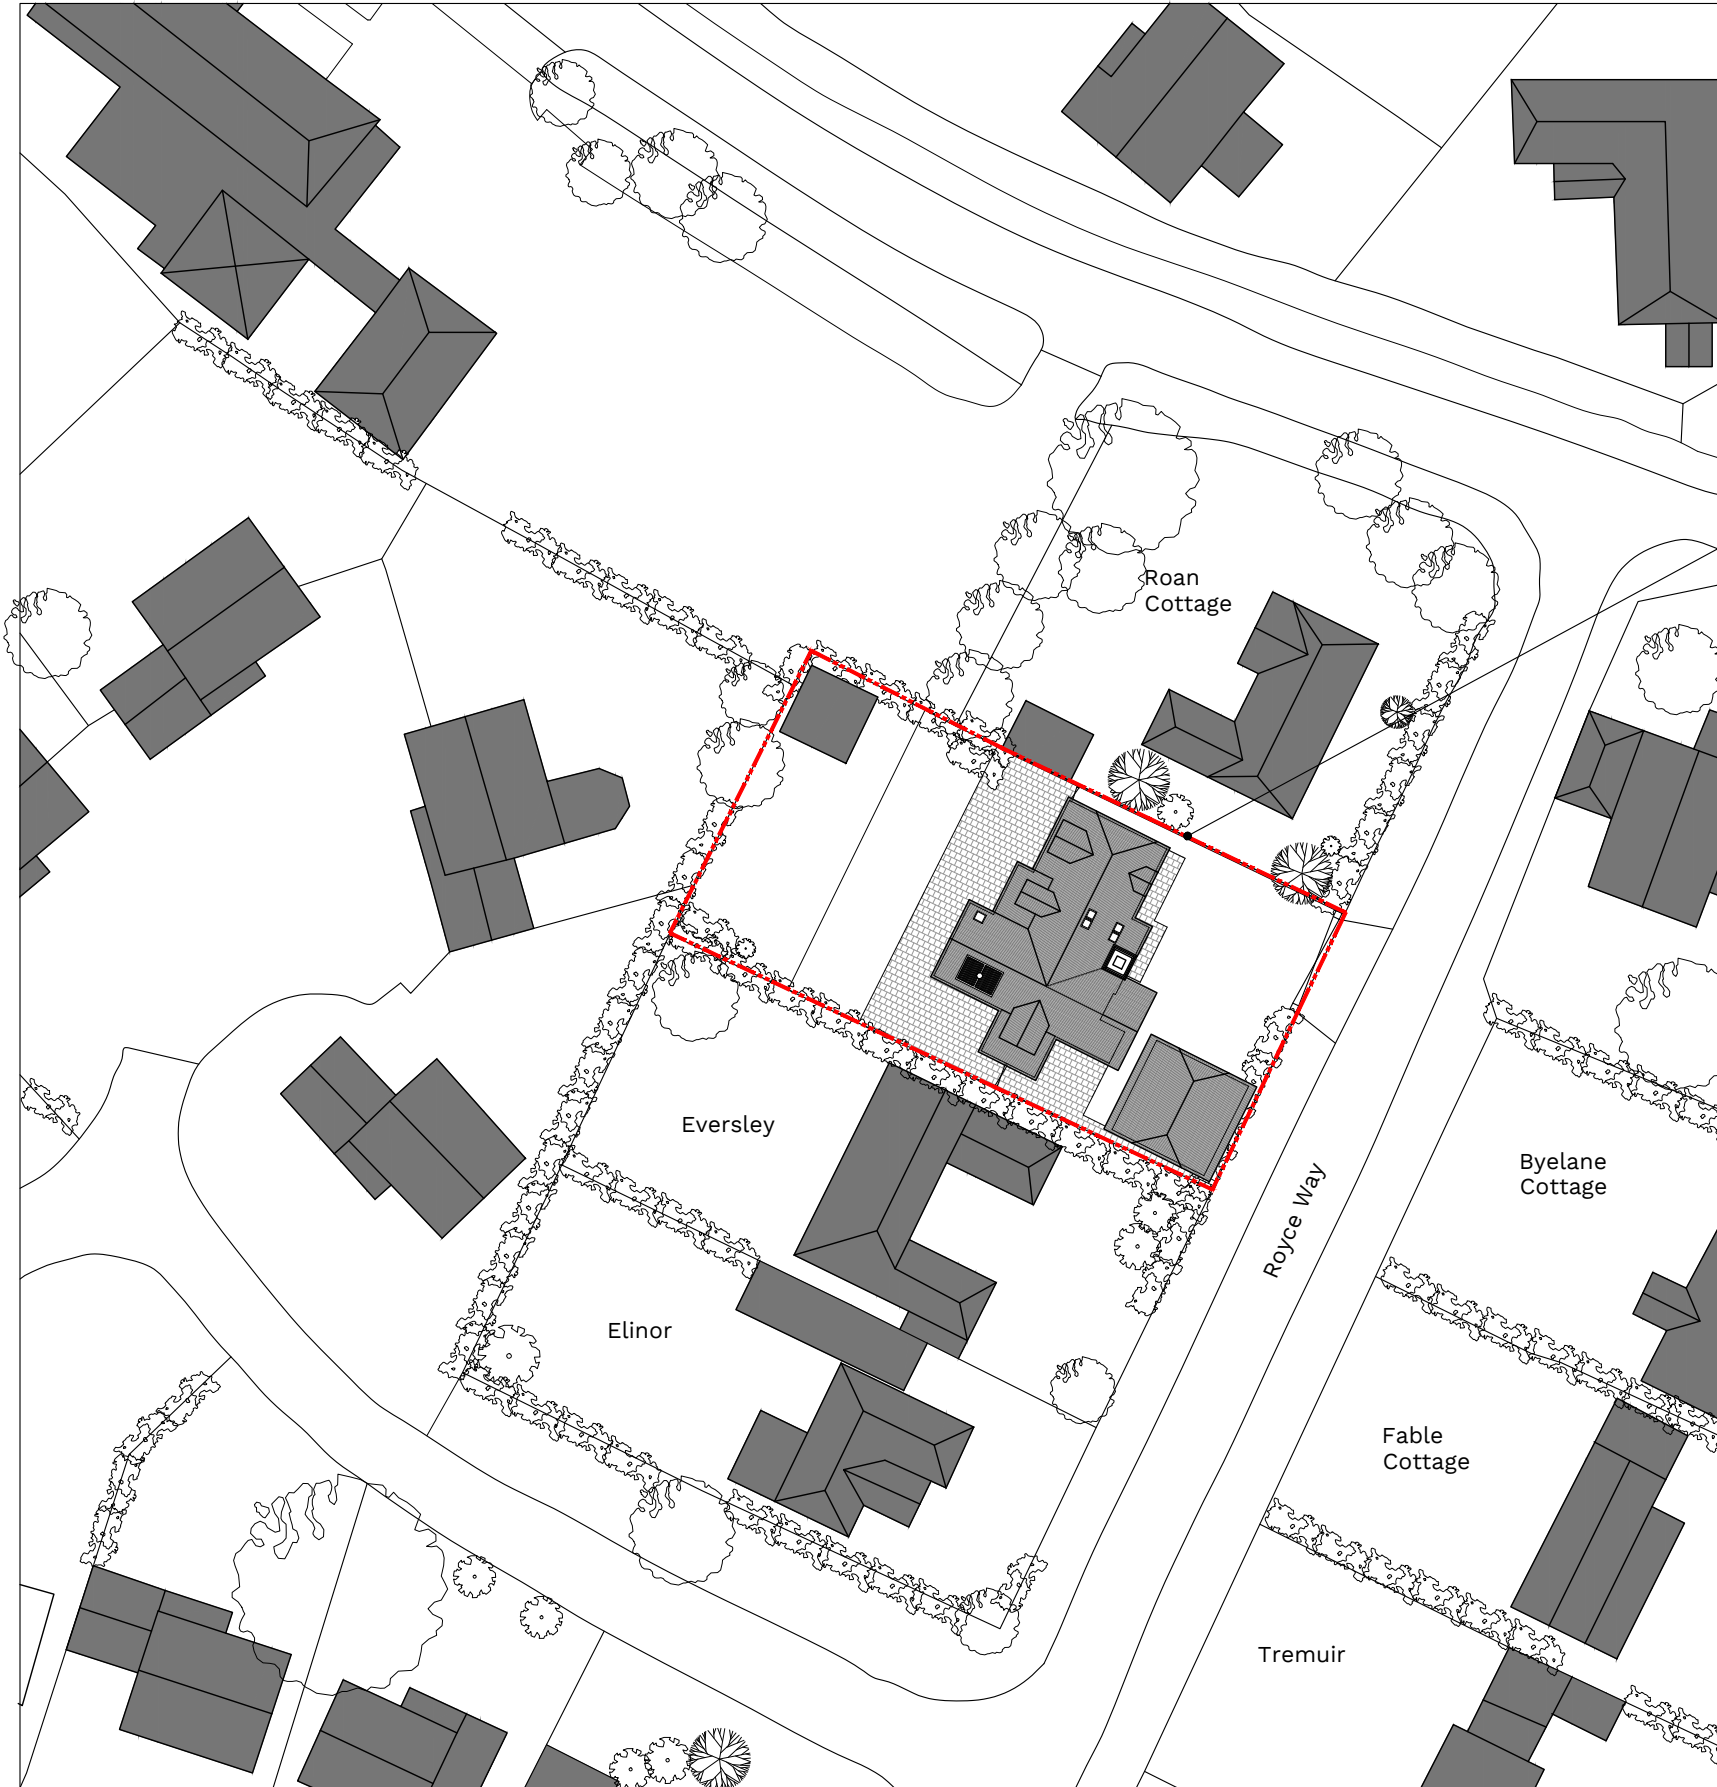 Roan
Cottage
Eversley
Byelane
Cottage
Royce Way
Elinor
Fable
Cottage
Tremuir